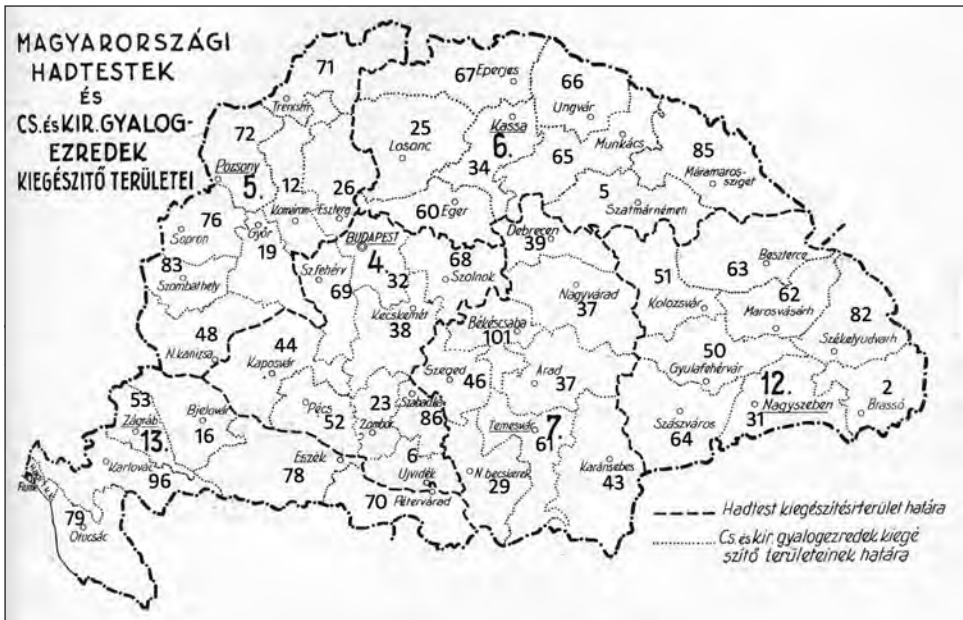 MAGYARORSZÁGI
HADTESTEK
ÉS
CS. ÉS KIR. GYALOG-
EZREDEK
KIEGÉSZITŐ TERÜLETEI
71
Trencsén
67 Eperjes
66
Ungvár
72
25
Losonc
Kassa
6.
34
65
Munkács
85
Máramaros-
sziget
Pozsony
5.
12
Komárom
26
Eszterg.
60 Eger
5
Szatmárnémeti
76
Sopron
Győr
19
BUDAPEST
4.
32
Debrecen
39
83
Szombathely
Sz.fehérv.
69
68
Szolnok
51
Kolozsvár
63
Beszterce
62
Marosvásárh.
82
Székelyudvarh.
Kecskemét
38
Nagyvárad
37
48
N.kanizsa
44
Kaposvár
Békéscsaba
101
50
Gyulafehérvár
Szeged
46
Arad
37
12.
Nagyszeben
31
2
Brassó
53
Zágráb
13.
Bjelovár
16
Pécs
52
23
Zombor
Szabadka
86
Temesvár
7.
61
Szászváros
64
Karlovác
96
Eszék
78
6
Ujvidék
70
Pétervárad
N.becskerek
29
Karánsebes
43
Fiume
79
Otocsác
Hadtest kiegészitési terület határa
Cs. és kir. gyalogezredek kiegé
szitő területeinek határa